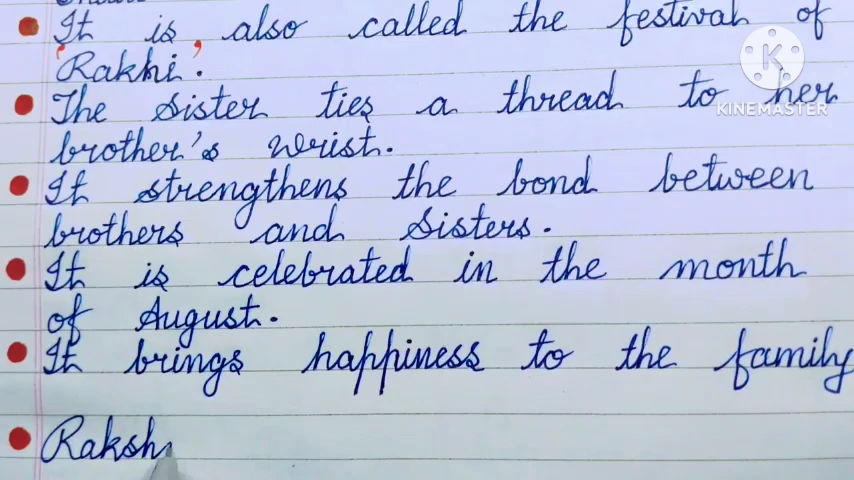 • It is also called the festival of
'Rakhi'.
• The Sister ties a thread to her
brother's wrist.
• It strengthens the bond between
brothers and Sisters.
• It is celebrated in the month
of August.
• It brings happiness to the family
• Raksh
K
KINEMASTER